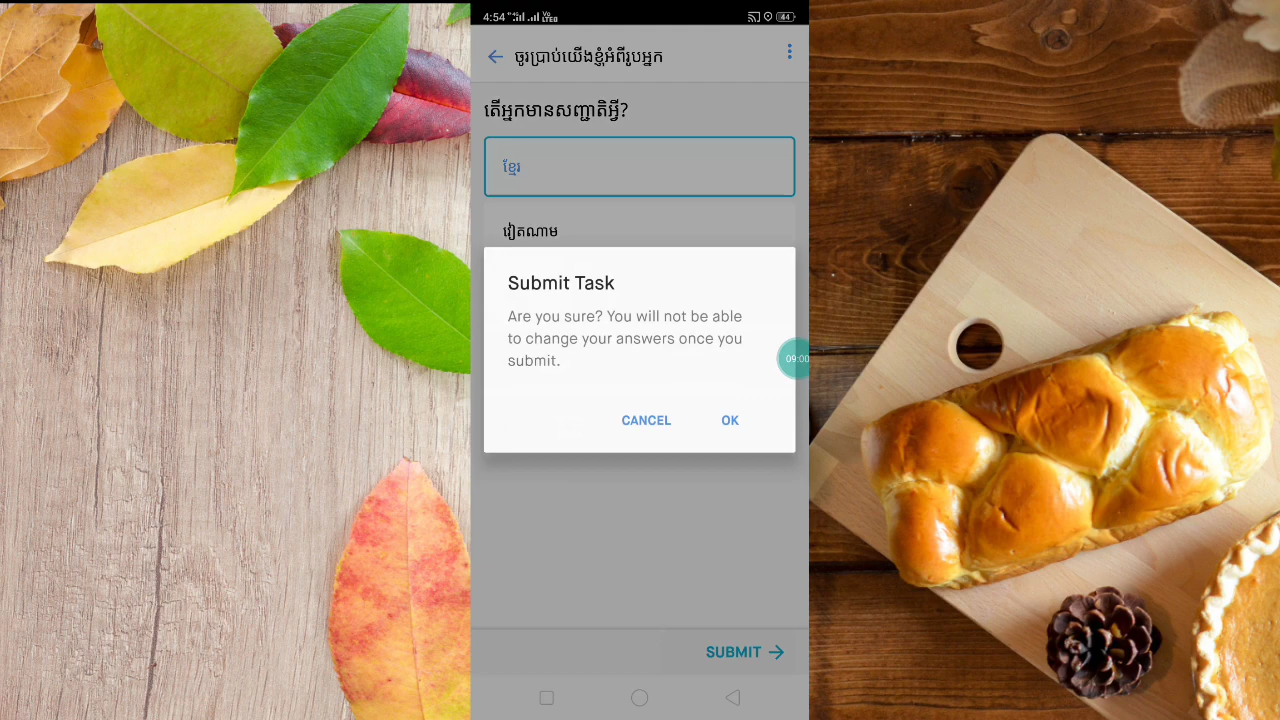 4:54
44
ចូរប្រាប់យើងខ្ញុំអំពីរូបអ្នក
តើអ្នកមានសញ្ជាតិអ្វី?
ខ្មែរ
វៀតណាម
Submit Task
Are you sure? You will not be able
to change your answers once you
submit.
09:00
CANCEL
OK
SUBMIT